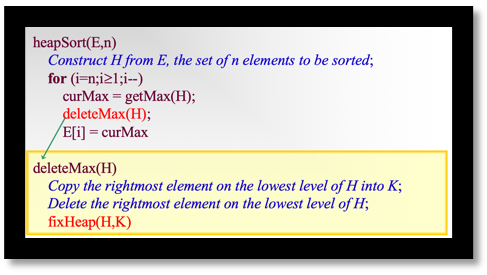 heapSort(E,n)
Construct H from E, the set of n elements to be sorted;
for (i=n;i≥1;i--)
curMax = getMax(H);
deleteMax(H);
E[i] = curMax
deleteMax(H)
Copy the rightmost element on the lowest level of H into K;
Delete the rightmost element on the lowest level of H;
fixHeap(H,K)